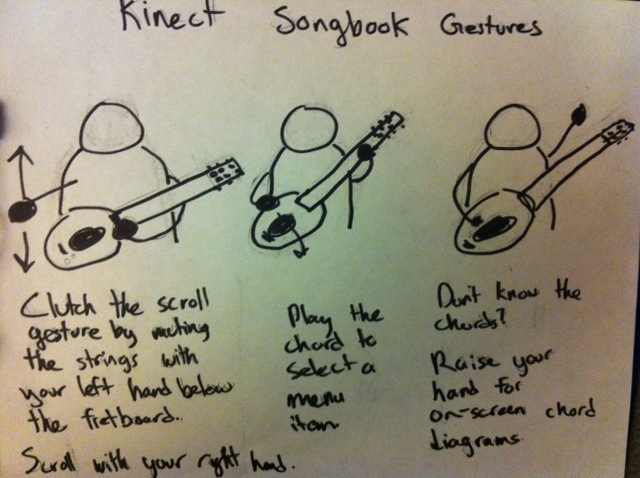 Kinect Songbook Gestures
Clutch the scroll
gesture by muting
the strings with
your left hand below
the fretboard.
Scroll with your right hand.
Play the
chord to
select a
menu
item
Don't know the
chords?
Raise your
hand for
on-screen chord
diagrams